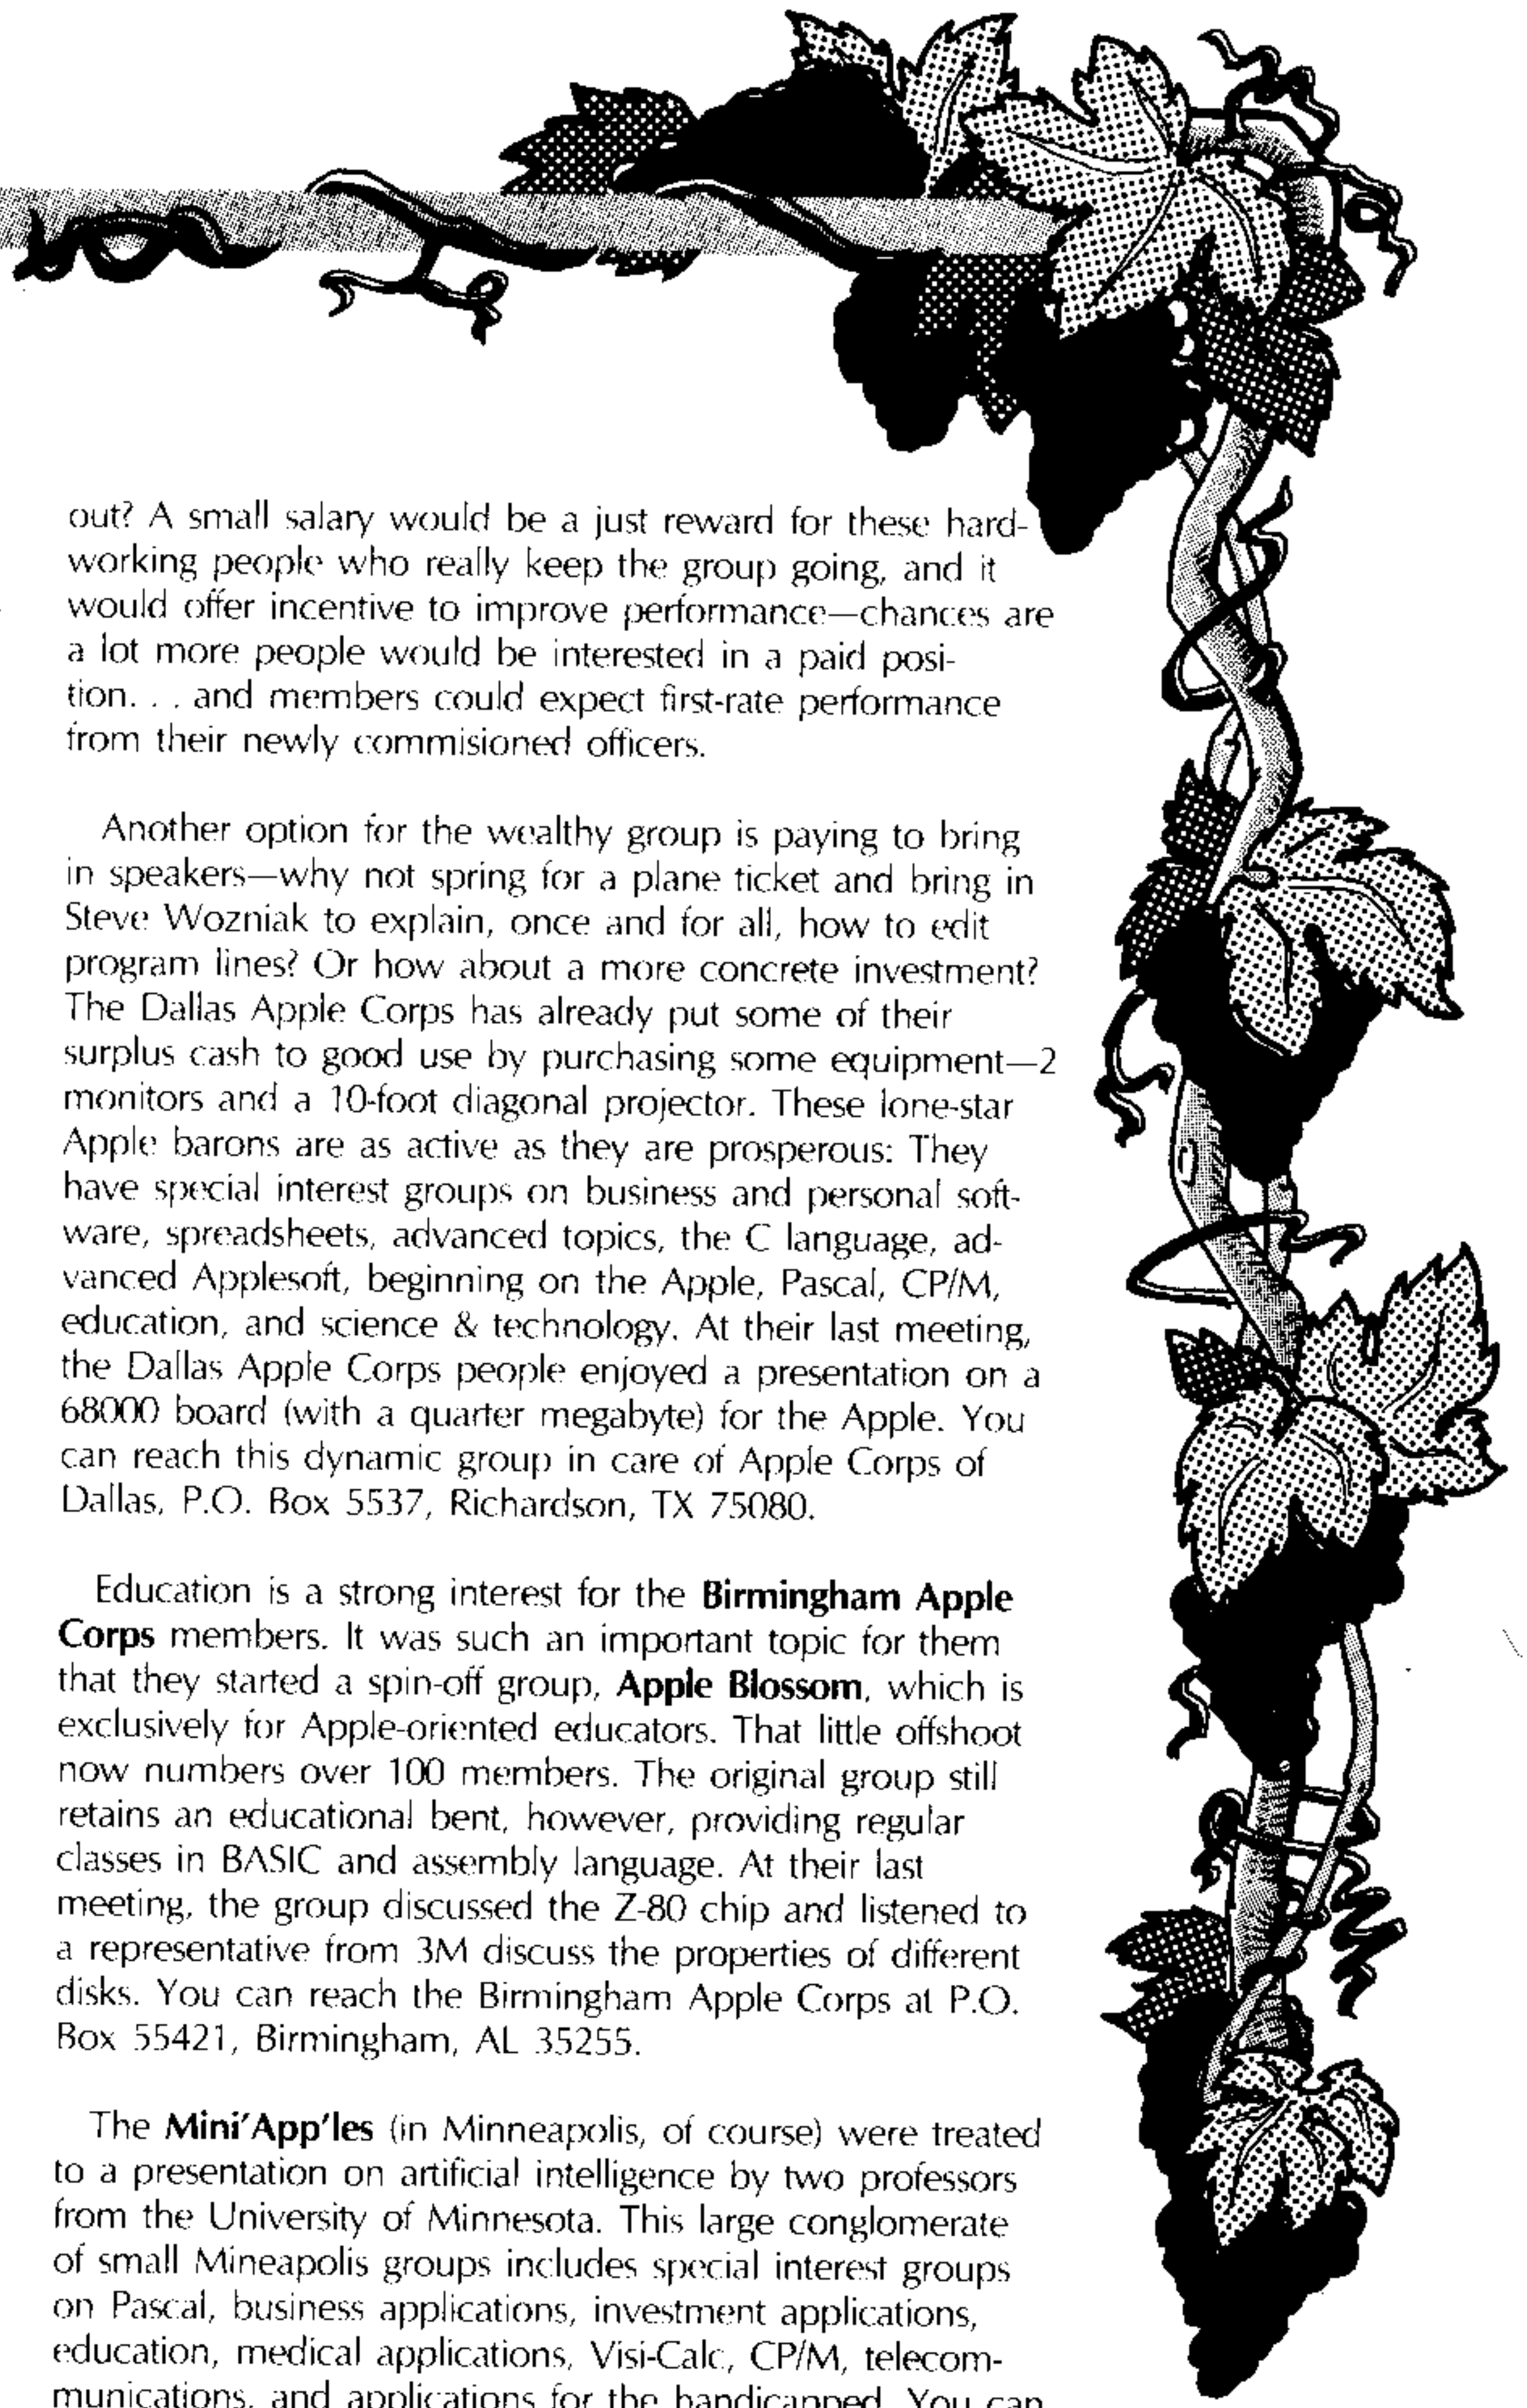 out? A small salary would be a just reward for these hard-
working people who really keep the group going, and it
would offer incentive to improve performance—chances are
a lot more people would be interested in a paid posi-
tion. . . and members could expect first-rate performance
from their newly commisioned officers.
Another option for the wealthy group is paying to bring
in speakers—why not spring for a plane ticket and bring in
Steve Wozniak to explain, once and for all, how to edit
program lines? Or how about a more concrete investment?
The Dallas Apple Corps has already put some of their
surplus cash to good use by purchasing some equipment—2
monitors and a 10-foot diagonal projector. These lone-star
Apple barons are as active as they are prosperous: They
have special interest groups on business and personal soft-
ware, spreadsheets, advanced topics, the C language, ad-
vanced Applesoft, beginning on the Apple, Pascal, CP/M,
education, and science & technology. At their last meeting,
the Dallas Apple Corps people enjoyed a presentation on a
68000 board (with a quarter megabyte) for the Apple. You
can reach this dynamic group in care of Apple Corps of
Dallas, P.O. Box 5537, Richardson, TX 75080.
Education is a strong interest for the Birmingham Apple
Corps members. It was such an important topic for them
that they started a spin-off group, Apple Blossom, which is
exclusively for Apple-oriented educators. That little offshoot
now numbers over 100 members. The original group still
retains an educational bent, however, providing regular
classes in BASIC and assembly language. At their last
meeting, the group discussed the Z-80 chip and listened to
a representative from 3M discuss the properties of different
disks. You can reach the Birmingham Apple Corps at P.O.
Box 55421, Birmingham, AL 35255.
The Mini'App'les (in Minneapolis, of course) were treated
to a presentation on artificial intelligence by two professors
from the University of Minnesota. This large conglomerate
of small Mineapolis groups includes special interest groups
on Pascal, business applications, investment applications,
education, medical applications, Visi-Calc, CP/M, telecom-
munications, and applications for the handicapped. You can